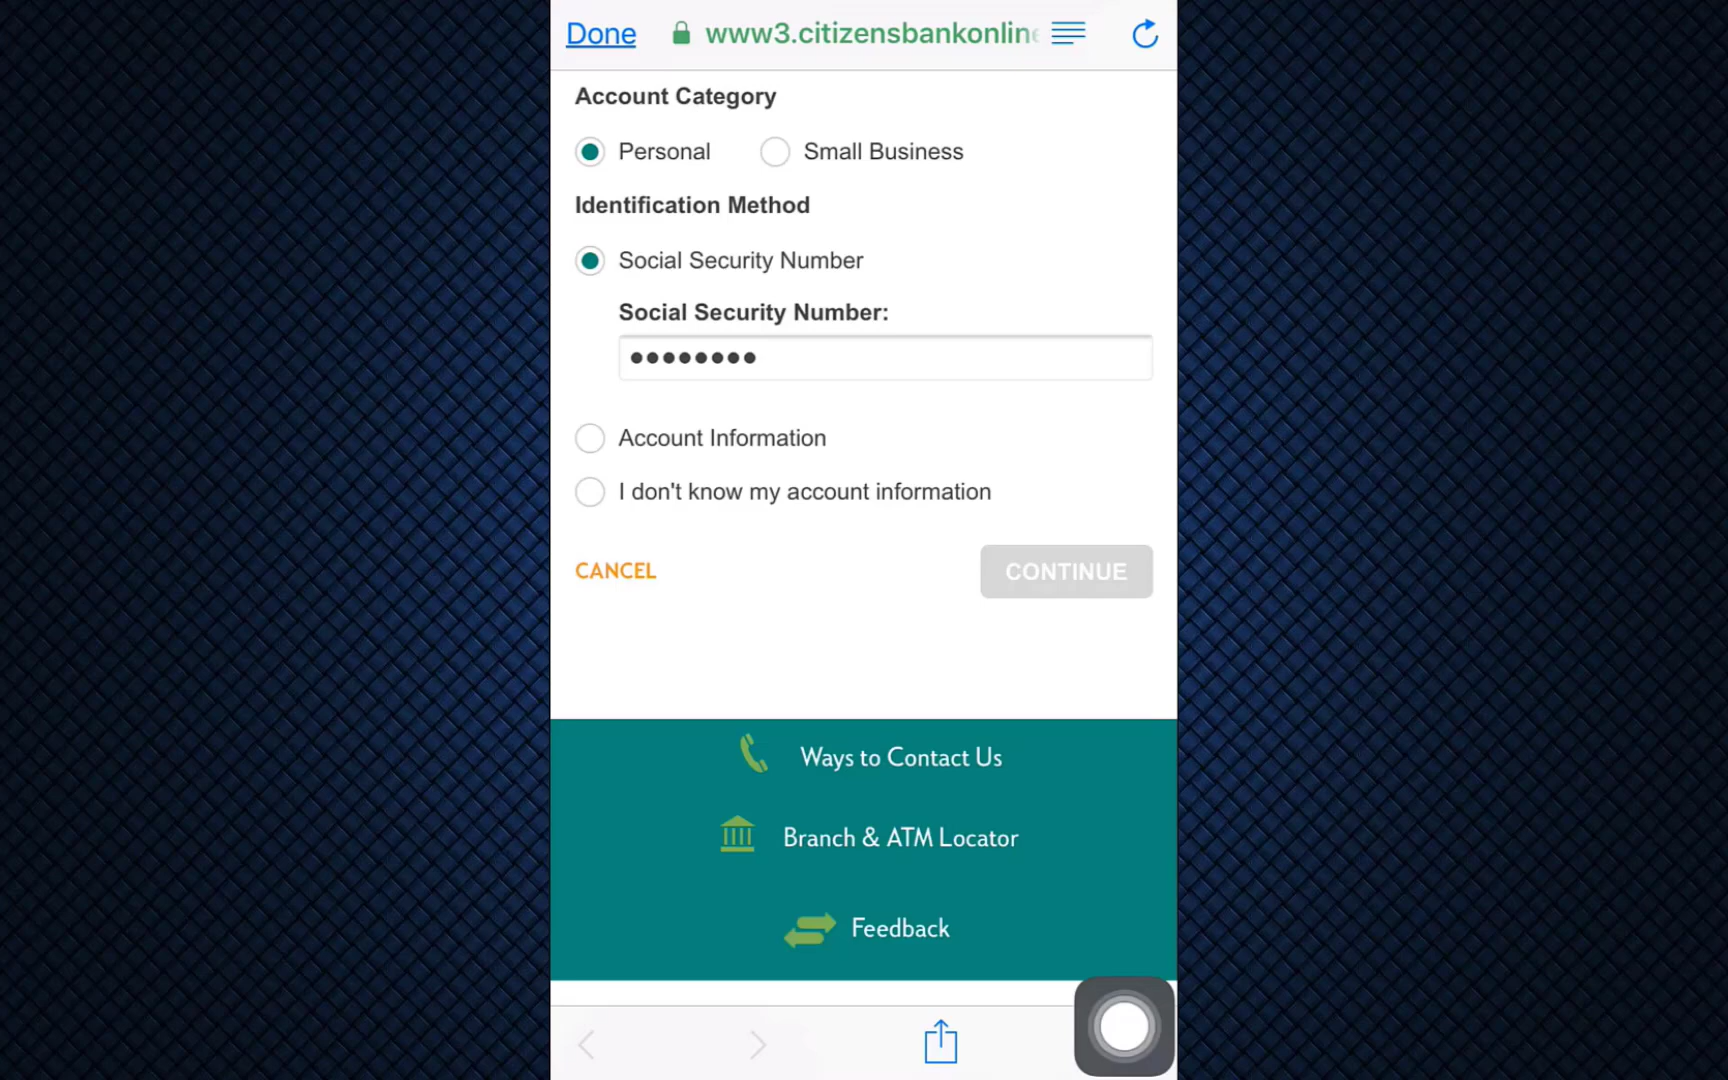 Done www3.citizensbankonline
Account Category
Personal Small Business
Identification Method
Social Security Number
Social Security Number:
••••••••
Account Information
I don't know my account information
CANCEL CONTINUE
Ways to Contact Us
Branch & ATM Locator
Feedback